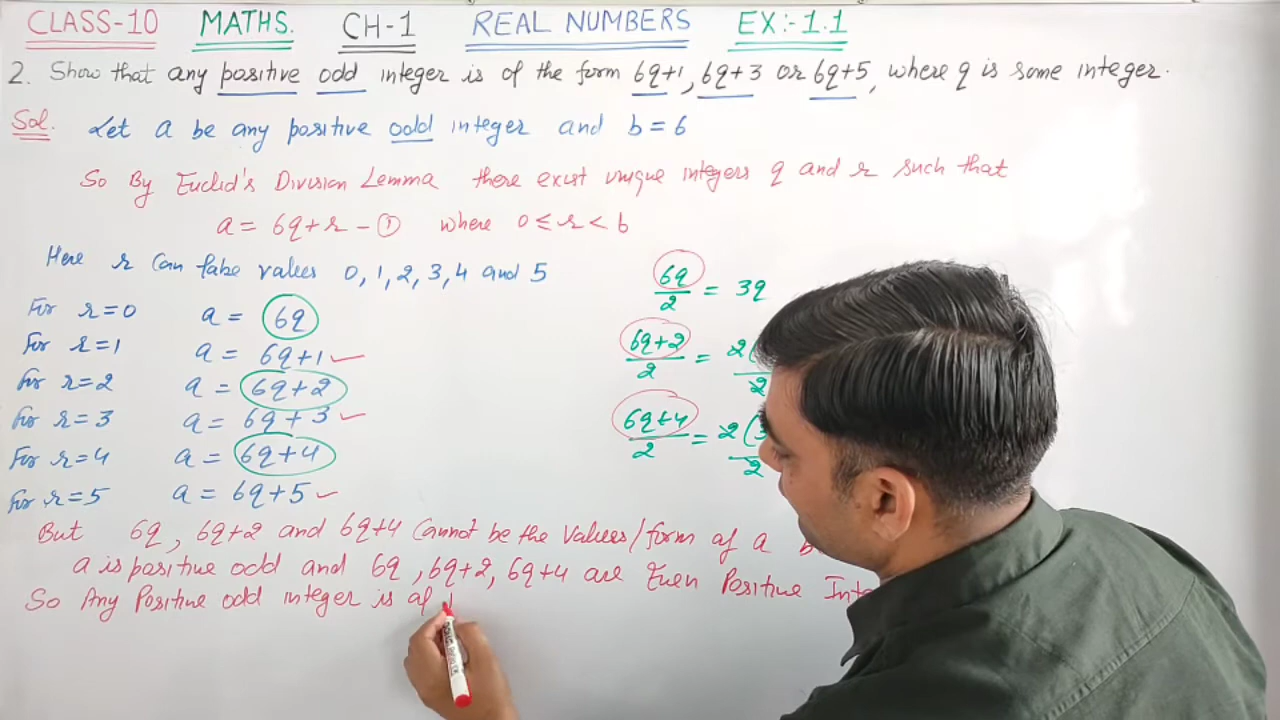 CLASS-10 MATHS. CH-1 REAL NUMBERS EX:-1.1
2. Show that any positive odd integer is of the form 6q+1, 6q+3 or 6q+5, where q is some integer.
Sol. Let a be any positive odd integer and b = 6
So By Euclid's Division Lemma there exist unique integers q and r such that
a = 6q+r - ① where 0 ≤ r < b
Here r can take values 0, 1, 2, 3, 4 and 5
For r=0 a = 6q
For r=1 a = 6q+1 ✓
For r=2 a = 6q+2
For r=3 a = 6q+3 ✓
For r=4 a = 6q+4
For r=5 a = 6q+5 ✓
6q/2 = 3q
6q+2/2 = 2(
/2
6q+4/2 = 2(3
/2
But 6q, 6q+2 and 6q+4 Cannot be the Values/form of a
a is positive odd and 6q, 6q+2, 6q+4 are Even Positive Inte
So Any Positive odd integer is of